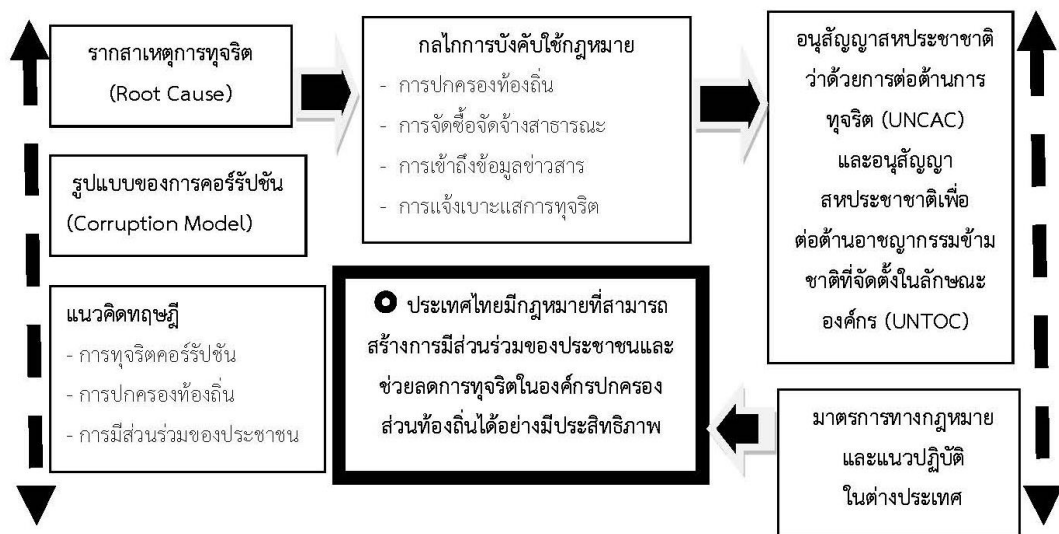 รากสาเหตุการทุจริต
(Root Cause)
รูปแบบของการคอร์รัปชัน
(Corruption Model)
แนวคิดทฤษฎี
- การทุจริตคอร์รัปชัน
- การปกครองท้องถิ่น
- การมีส่วนร่วมของประชาชน
กลไกการบังคับใช้กฎหมาย
- การปกครองท้องถิ่น
- การจัดซื้อจัดจ้างสาธารณะ
- การเข้าถึงข้อมูลข่าวสาร
- การแจ้งเบาะแสการทุจริต
อนุสัญญาสหประชาชาติ
ว่าด้วยการต่อต้านการ
ทุจริต (UNCAC)
และอนุสัญญา
สหประชาชาติเพื่อ
ต่อต้านอาชญากรรมข้าม
ชาติที่จัดตั้งในลักษณะ
องค์กร (UNTOC)
มาตรการทางกฎหมาย
และแนวปฏิบัติ
ในต่างประเทศ
ประเทศไทยมีกฎหมายที่สามารถ
สร้างการมีส่วนร่วมของประชาชนและ
ช่วยลดการทุจริตในองค์กรปกครอง
ส่วนท้องถิ่นได้อย่างมีประสิทธิภาพ